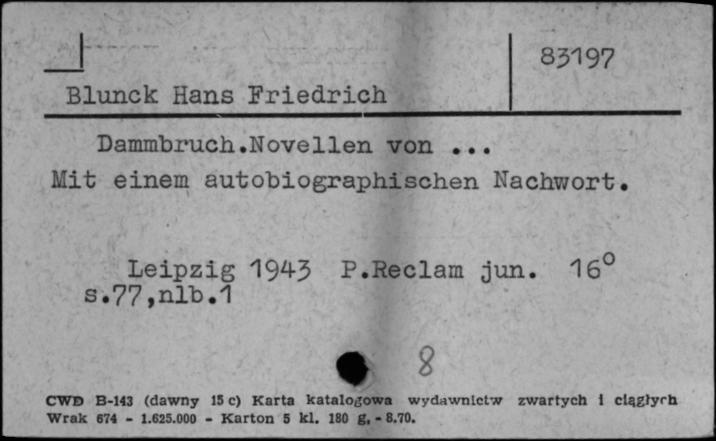 83197
Blunck Hans Friedrich
Dammbruch.Novellen von ...
Mit einem autobiographischen Nachwort.
Leipzig 1943 P.Reclam jun. 16°
s.77,nlb.1
8
CWD B-143 (dawny 15 c) Karta katalogowa wydawnictw zwartych i ciągłych
Wrak 674 - 1.625.000 - Karton 5 kl. 180 g. - 8.70.